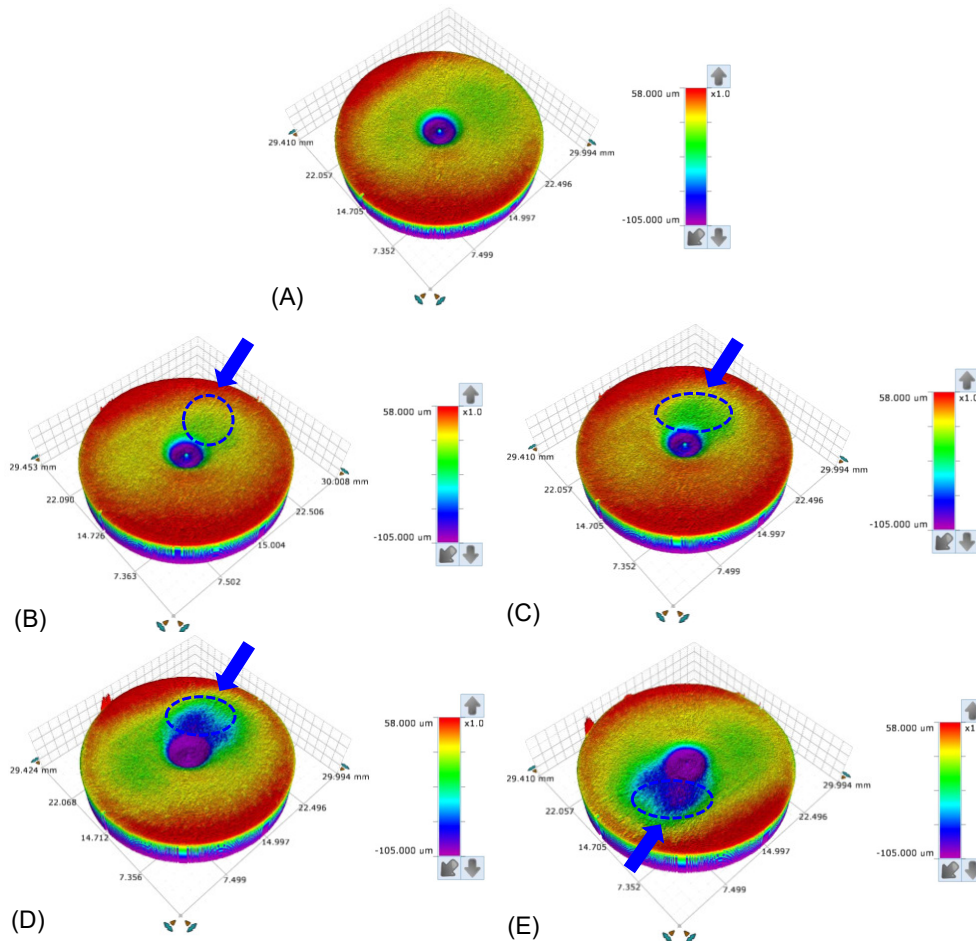 58.000 um
x1.0
-105.000 um
29.410 mm
22.057
14.705
7.352
29.994 mm
22.496
14.997
7.499
(A)
58.000 um
x1.0
-105.000 um
29.453 mm
22.090
14.726
7.363
30.008 mm
22.506
15.004
7.502
(B)
58.000 um
x1.0
-105.000 um
29.410 mm
22.057
14.705
7.352
29.994 mm
22.496
14.997
7.499
(C)
58.000 um
x1.0
-105.000 um
29.424 mm
22.068
14.712
7.356
29.994 mm
22.496
14.997
7.499
(D)
58.000 um
x1.
-105.000 um
29.410 mm
22.057
14.705
7.352
29.994 mm
22.496
14.997
7.499
(E)